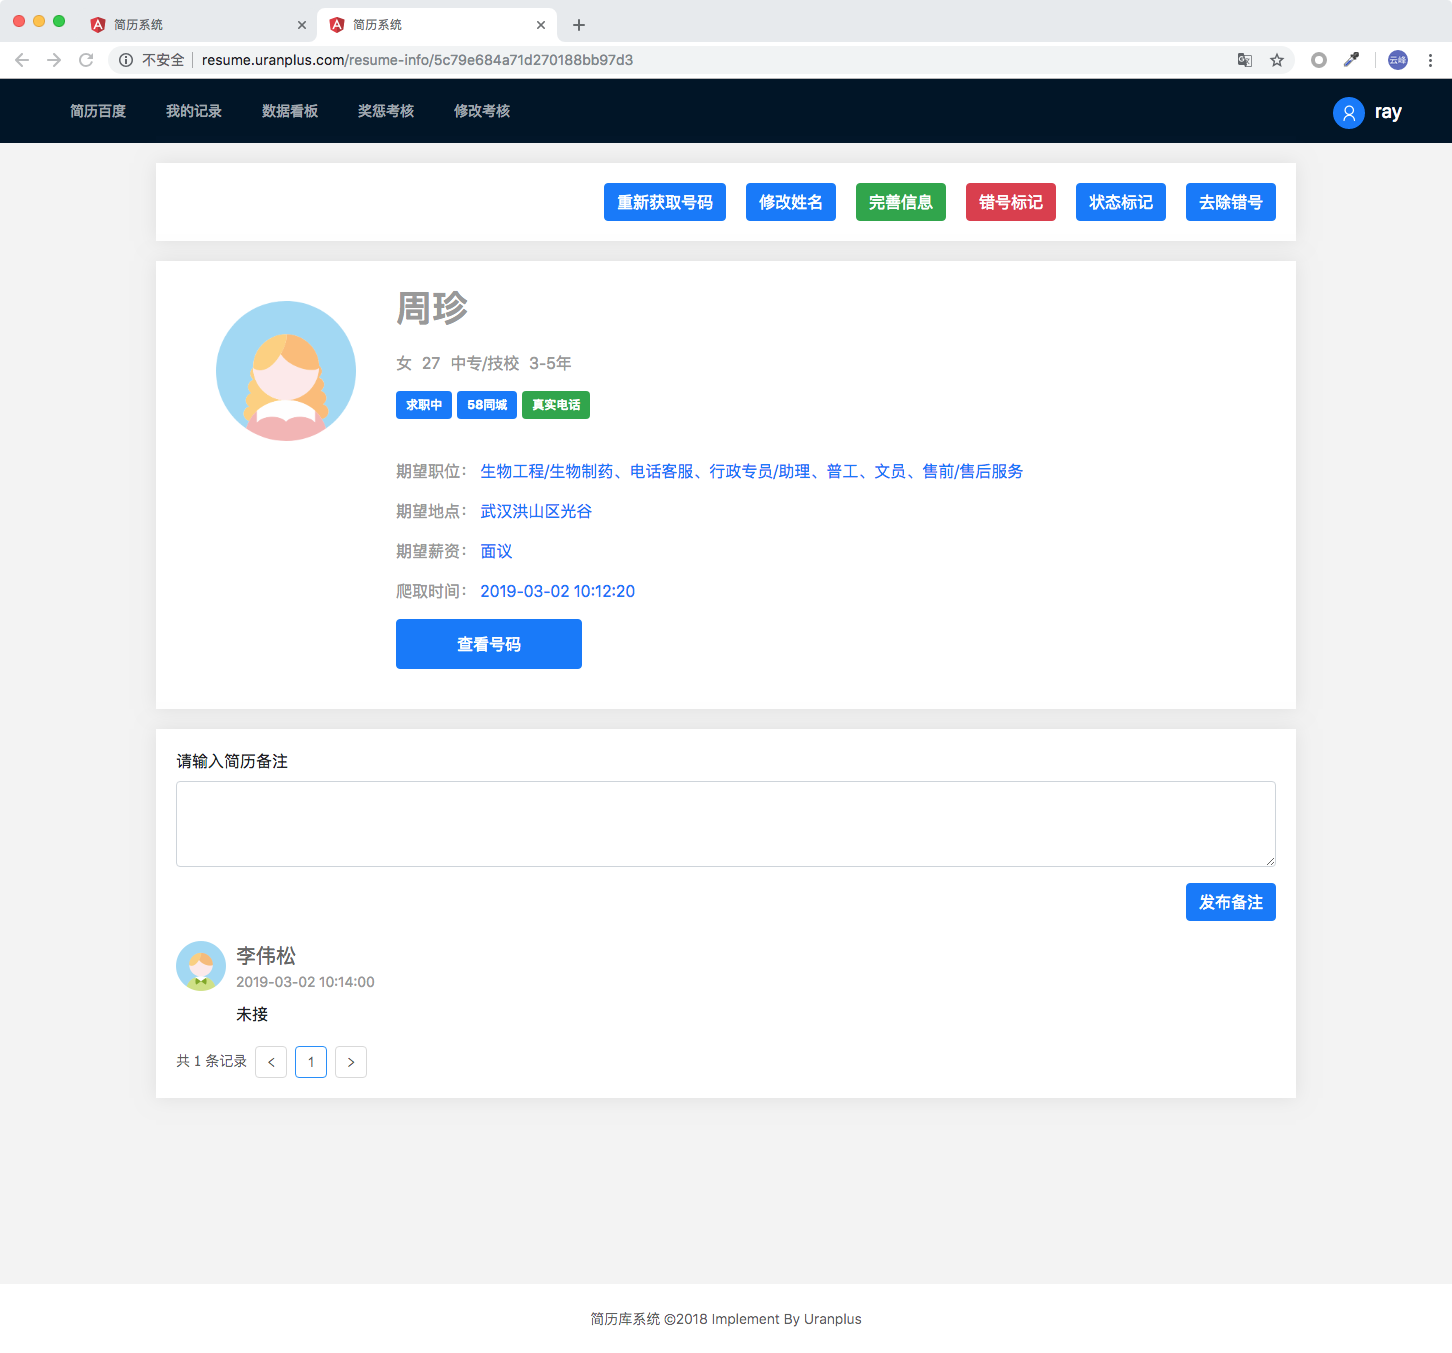 简历系统
简历系统
不安全 resume.uranplus.com/resume-info/5c79e684a71d270188bb97d3
云峰
简历百度 我的记录 数据看板 奖惩考核 修改考核 ray
重新获取号码 修改姓名 完善信息 错号标记 状态标记 去除错号
周珍
女 27 中专/技校 3-5年
求职中 58同城 真实电话
期望职位： 生物工程/生物制药、电话客服、行政专员/助理、普工、文员、售前/售后服务
期望地点： 武汉洪山区光谷
期望薪资： 面议
爬取时间： 2019-03-02 10:12:20
查看号码
请输入简历备注
发布备注
李伟松
2019-03-02 10:14:00
未接
共 1 条记录 < 1 >
简历库系统 ©2018 Implement By Uranplus